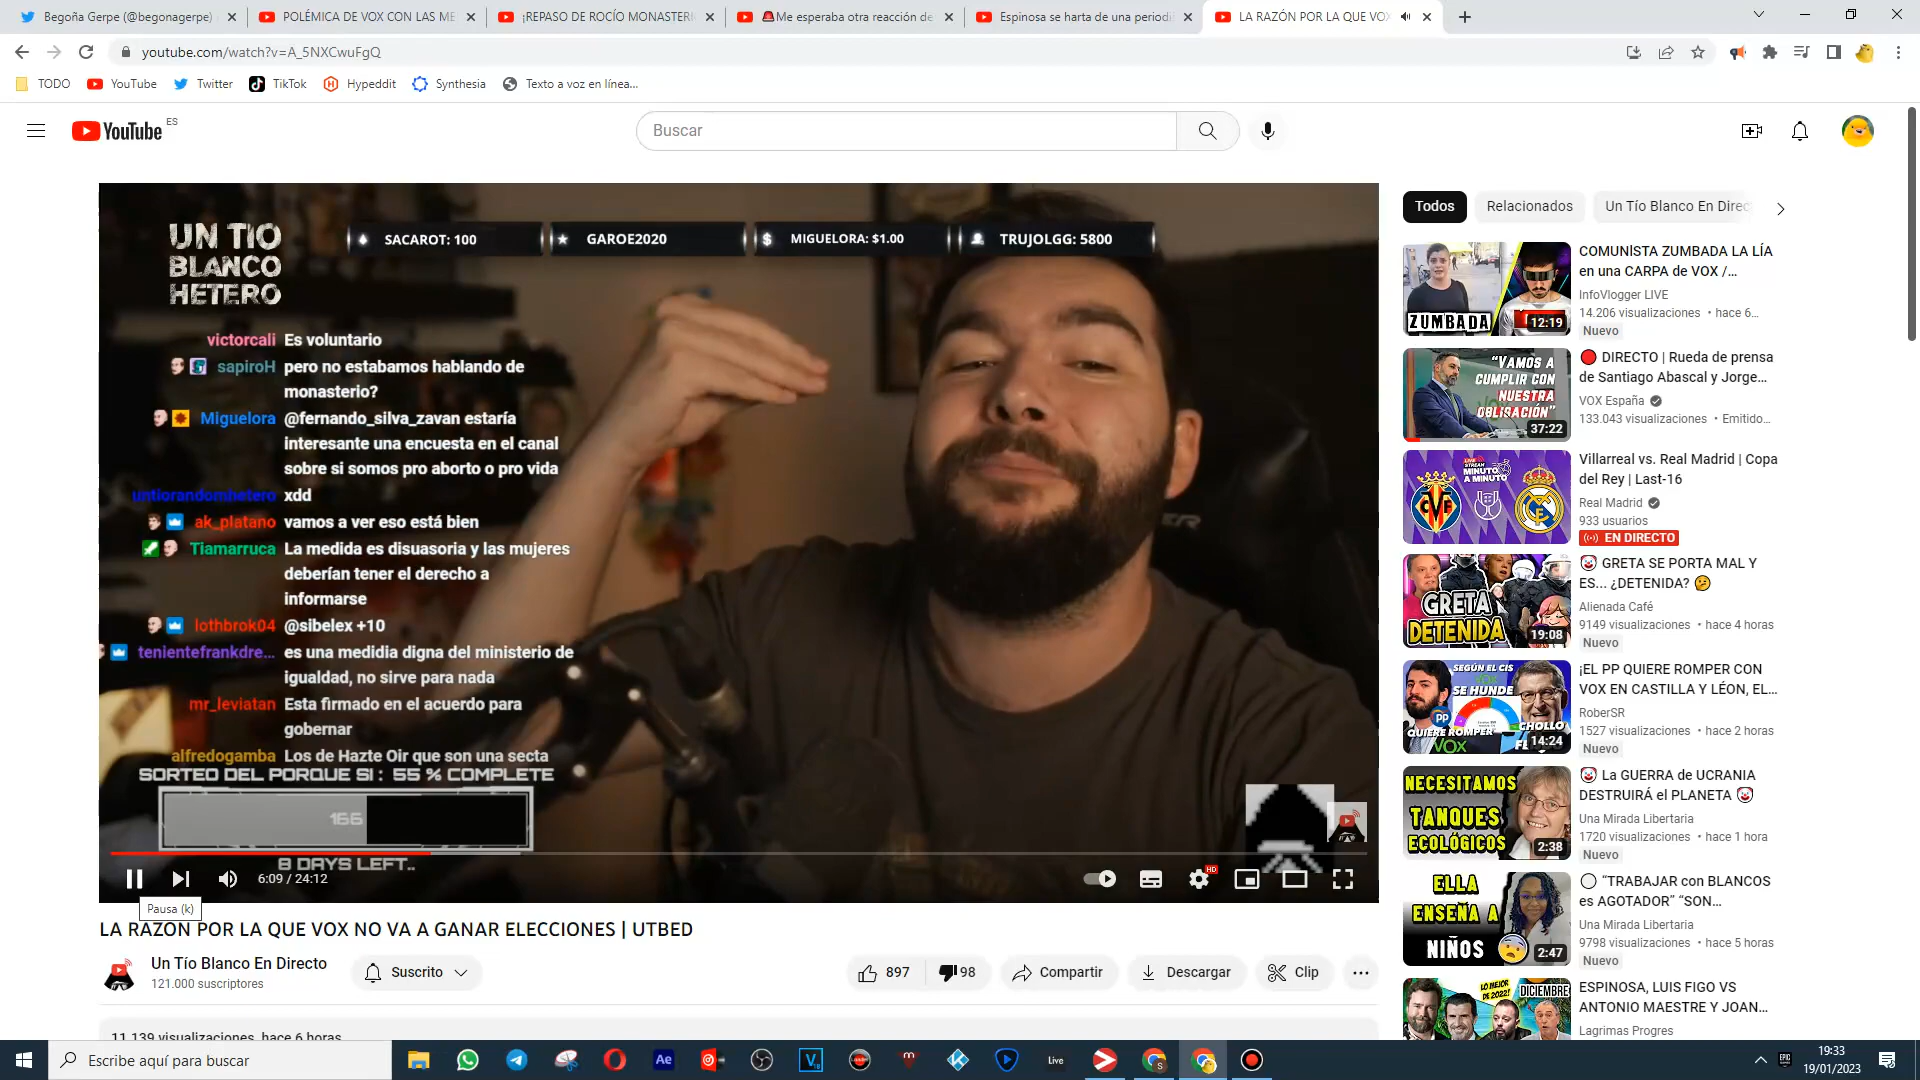 Begoña Gerpe (@begonagerpe)
POLÉMICA DE VOX CON LAS ME
¡REPASO DE ROCÍO MONASTERI
🚨Me esperaba otra reacción de
Espinosa se harta de una periodi
LA RAZÓN POR LA QUE VOX
youtube.com/watch?v=A_5NXCwuFgQ
TODO
YouTube
Twitter
TikTok
Hypeddit
Synthesia
Texto a voz en línea...
YouTube ES
Buscar
UN TIO
BLANCO
HETERO
SACAROT: 100
GAROE2020
MIGUELORA: $1.00
TRUJOLGG: 5800
victorcali Es voluntario
sapiroH pero no estabamos hablando de
monasterio?
Miguelora @fernando_silva_zavan estaría
interesante una encuesta en el canal
sobre si somos pro aborto o pro vida
untiorandomhetero xdd
ak_platano vamos a ver eso está bien
Tiamarruca La medida es disuasoria y las mujeres
deberían tener el derecho a
informarse
lothbrok04 @sibelex +10
tenientefrankdre... es una medidia digna del ministerio de
igualdad, no sirve para nada
mr_leviatan Esta firmado en el acuerdo para
gobernar
alfredogamba Los de Hazte Oir que son una secta
SORTEO DEL PORQUE SI : 55 % COMPLETE
166
8 DAYS LEFT..
6:09 / 24:12
HD
Pausa (k)
LA RAZÓN POR LA QUE VOX NO VA A GANAR ELECCIONES | UTBED
Un Tío Blanco En Directo
121.000 suscriptores
Suscrito
897
98
Compartir
Descargar
Clip
11.139 visualizaciones hace 6 horas
Todos
Relacionados
Un Tío Blanco En Direc
ZUMBADA
12:19
COMUNISTA ZUMBADA LA LÍA
en una CARPA de VOX /...
InfoVlogger LIVE
14.206 visualizaciones • hace 6...
Nuevo
“VAMOS A
CUMPLIR CON
NUESTRA
OBLIGACIÓN”
37:22
🔴 DIRECTO | Rueda de prensa
de Santiago Abascal y Jorge...
VOX España
133.043 visualizaciones • Emitido...
LIVE STREAM
MINUTO
A MINUTO
Villarreal vs. Real Madrid | Copa
del Rey | Last-16
Real Madrid
933 usuarios
EN DIRECTO
GRETA
DETENIDA
19:08
🤡 GRETA SE PORTA MAL Y
ES... ¿DETENIDA? 🤔
Alienada Café
9149 visualizaciones • hace 4 horas
Nuevo
SEGÚN EL CIS
VOX
SE HUNDE
PP
QUIERE ROMPER
VOX
CHOLLO
14:24
¡EL PP QUIERE ROMPER CON
VOX EN CASTILLA Y LÉON, EL...
RoberSR
1527 visualizaciones • hace 2 horas
Nuevo
NECESITAMOS
TANQUES
ECOLÓGICOS
2:38
🤡 La GUERRA de UCRANIA
DESTRUIRÁ el PLANETA 🤡
Una Mirada Libertaria
1720 visualizaciones • hace 1 hora
Nuevo
ELLA
ENSEÑA A
NIÑOS
2:47
“TRABAJAR con BLANCOS
es AGOTADOR” “SON...
Una Mirada Libertaria
9798 visualizaciones • hace 5 horas
Nuevo
LO MEJOR
DE 2022!
DICIEMBRE
ESPINOSA, LUIS FIGO VS
ANTONIO MAESTRE Y JOAN...
Lagrimas Progres
Escribe aquí para buscar
Ae
Live
EPIC
19:33
19/01/2023